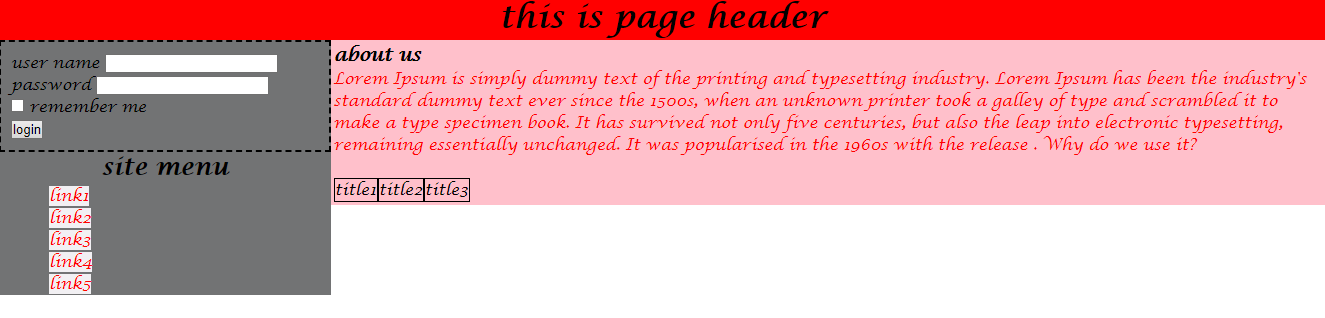 this is page header
user name
password
remember me
login
site menu
link1
link2
link3
link4
link5
about us
Lorem Ipsum is simply dummy text of the printing and typesetting industry. Lorem Ipsum has been the industry's
standard dummy text ever since the 1500s, when an unknown printer took a galley of type and scrambled it to
make a type specimen book. It has survived not only five centuries, but also the leap into electronic typesetting,
remaining essentially unchanged. It was popularised in the 1960s with the release . Why do we use it?
title1 title2 title3